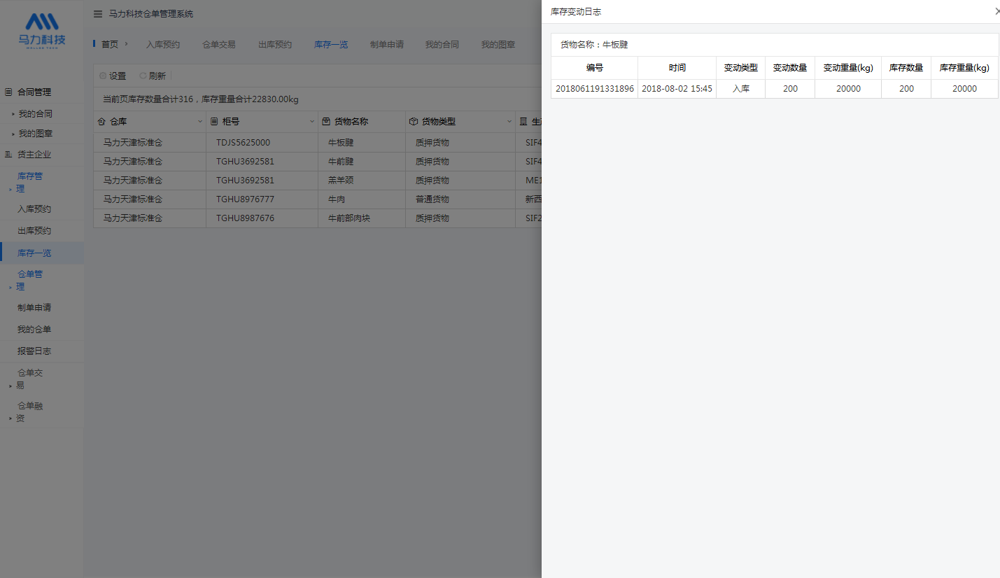 马力科技
MALLEE TECH
合同管理
我的合同
我的图章
货主企业
库存管
理
入库预约
出库预约
库存一览
仓单管
理
制单申请
我的仓单
报警日志
仓单交
易
仓单融
资
马力科技仓单管理系统
首页 入库预约 仓单交易 出库预约 库存一览 制单申请 我的合同 我的图章
设置 刷新
当前页库存数量合计316，库存重量合计22830.00kg
仓库 柜号 货物名称 货物类型 生
马力天津标准仓 TDJS5625000 牛板腱 质押货物 SIF4
马力天津标准仓 TGHU3692581 牛前腱 质押货物 SIF4
马力天津标准仓 TGHU3692581 羔羊颈 质押货物 ME1
马力天津标准仓 TGHU8976777 牛肉 普通货物 新西
马力天津标准仓 TGHU8987676 牛前部肉块 质押货物 SIF2
库存变动日志
货物名称：牛板腱
编号 时间 变动类型 变动数量 变动重量(kg) 库存数量 库存重量(kg)
2018061191331896 2018-08-02 15:45 入库 200 20000 200 20000